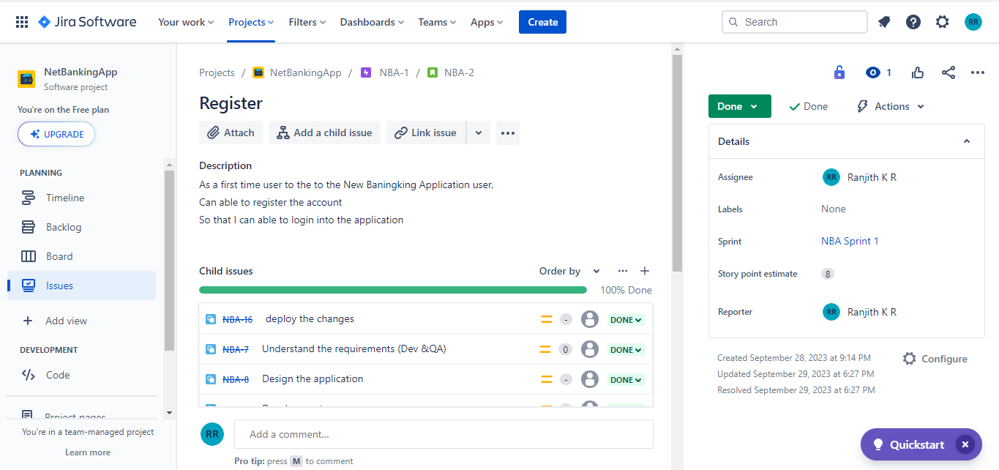 Jira Software
Your work
Projects
Filters
Dashboards
Teams
Apps
Create
Search
RR
NetBankingApp
Software project
You're on the Free plan
UPGRADE
PLANNING
Timeline
Backlog
Board
Issues
Add view
DEVELOPMENT
Code
Project pages
You're in a team-managed project
Learn more
Projects / NetBankingApp / NBA-1 / NBA-2
Register
Attach
Add a child issue
Link issue
Description
As a first time user to the to the New Baningking Application user,
Can able to register the account
So that I can able to login into the application
Child issues
Order by
100% Done
NBA-16 deploy the changes - DONE
NBA-7 Understand the requirements (Dev &QA) 0 DONE
NBA-8 Design the application - DONE
RR
Add a comment...
Pro tip: press M to comment
1
Done
Done
Actions
Details
Assignee RR Ranjith K R
Labels None
Sprint NBA Sprint 1
Story point estimate 8
Reporter RR Ranjith K R
Created September 28, 2023 at 9:14 PM
Updated September 29, 2023 at 6:27 PM
Resolved September 29, 2023 at 6:27 PM
Configure
Quickstart